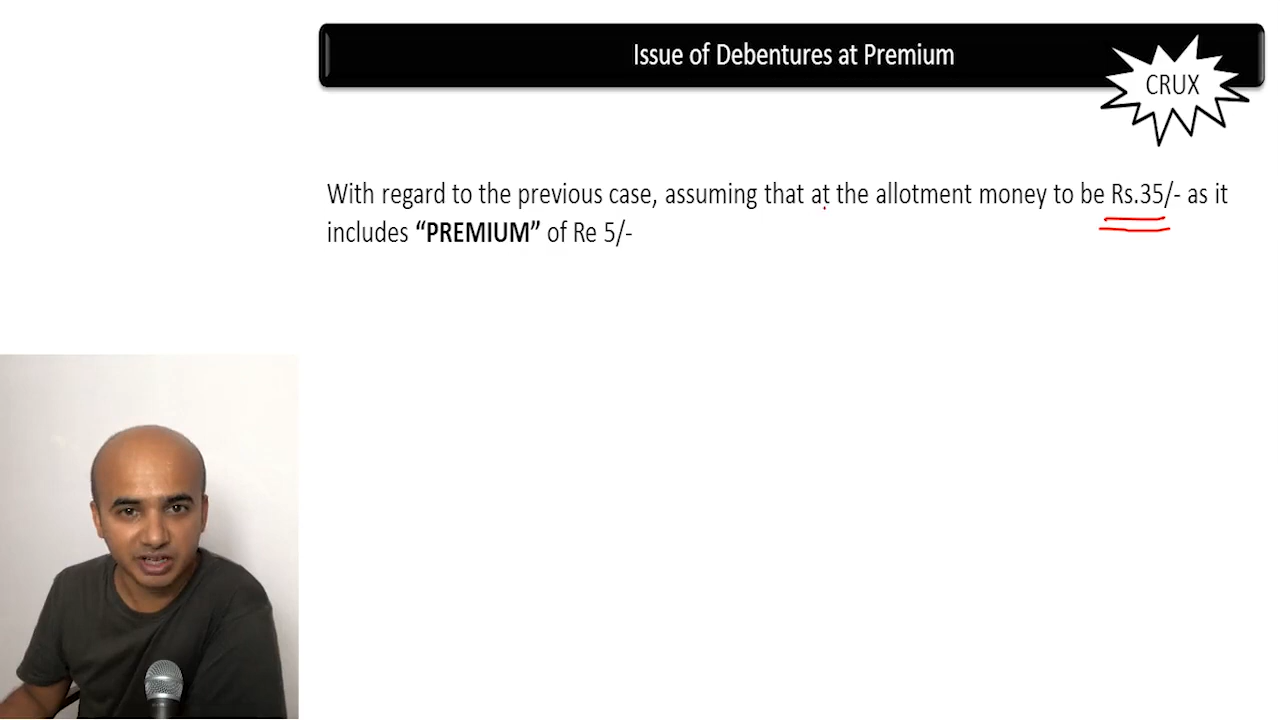 Issue of Debentures at Premium
CRUX
With regard to the previous case, assuming that at the allotment money to be Rs.35/- as it
includes “PREMIUM” of Re 5/-